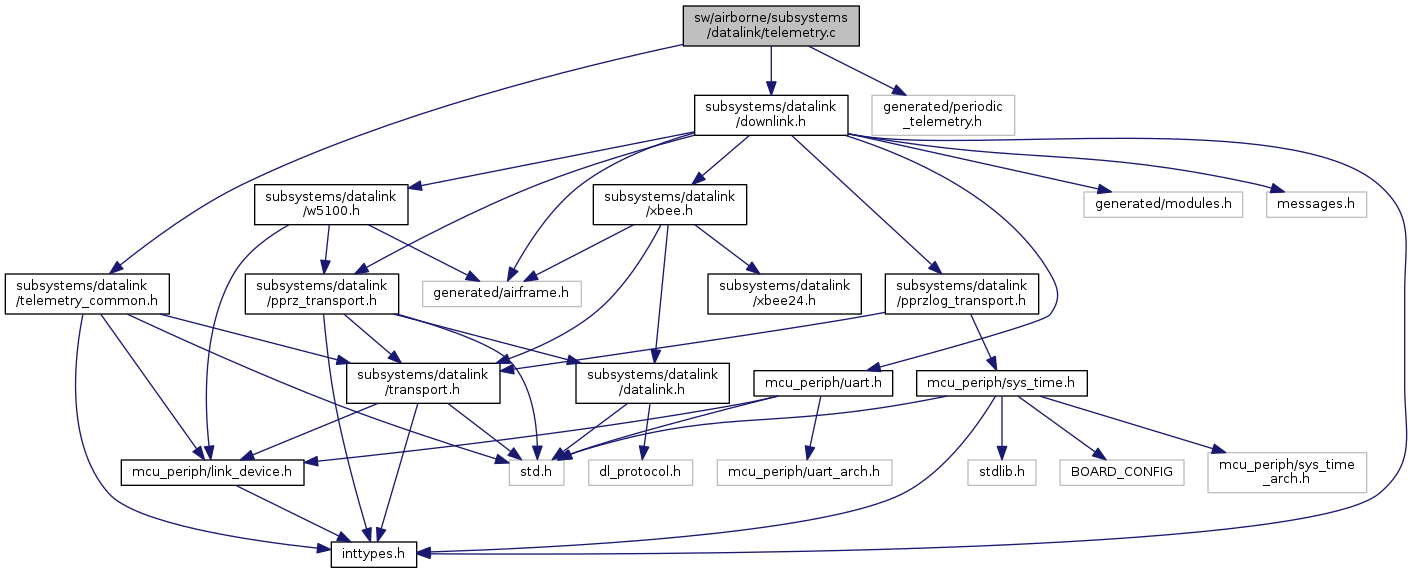 sw/airborne/subsystems
/datalink/telemetry.c
subsystems/datalink
/downlink.h
generated/periodic
_telemetry.h
subsystems/datalink
/w5100.h
subsystems/datalink
/xbee.h
generated/modules.h
messages.h
subsystems/datalink
/telemetry_common.h
subsystems/datalink
/pprz_transport.h
generated/airframe.h
subsystems/datalink
/xbee24.h
subsystems/datalink
/pprzlog_transport.h
subsystems/datalink
/transport.h
subsystems/datalink
/datalink.h
mcu_periph/uart.h
mcu_periph/sys_time.h
mcu_periph/link_device.h
std.h
dl_protocol.h
mcu_periph/uart_arch.h
stdlib.h
BOARD_CONFIG
mcu_periph/sys_time
_arch.h
inttypes.h